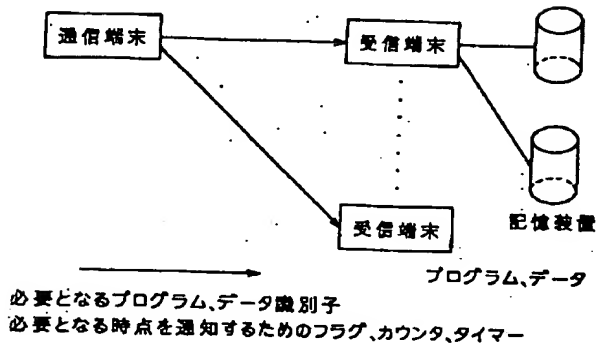 通信端末
受信端末
受信端末
記憶装置
プログラム、データ
必要となるプログラム、データ識別子
必要となる時点を通知するためのフラグ、カウンタ、タイマー